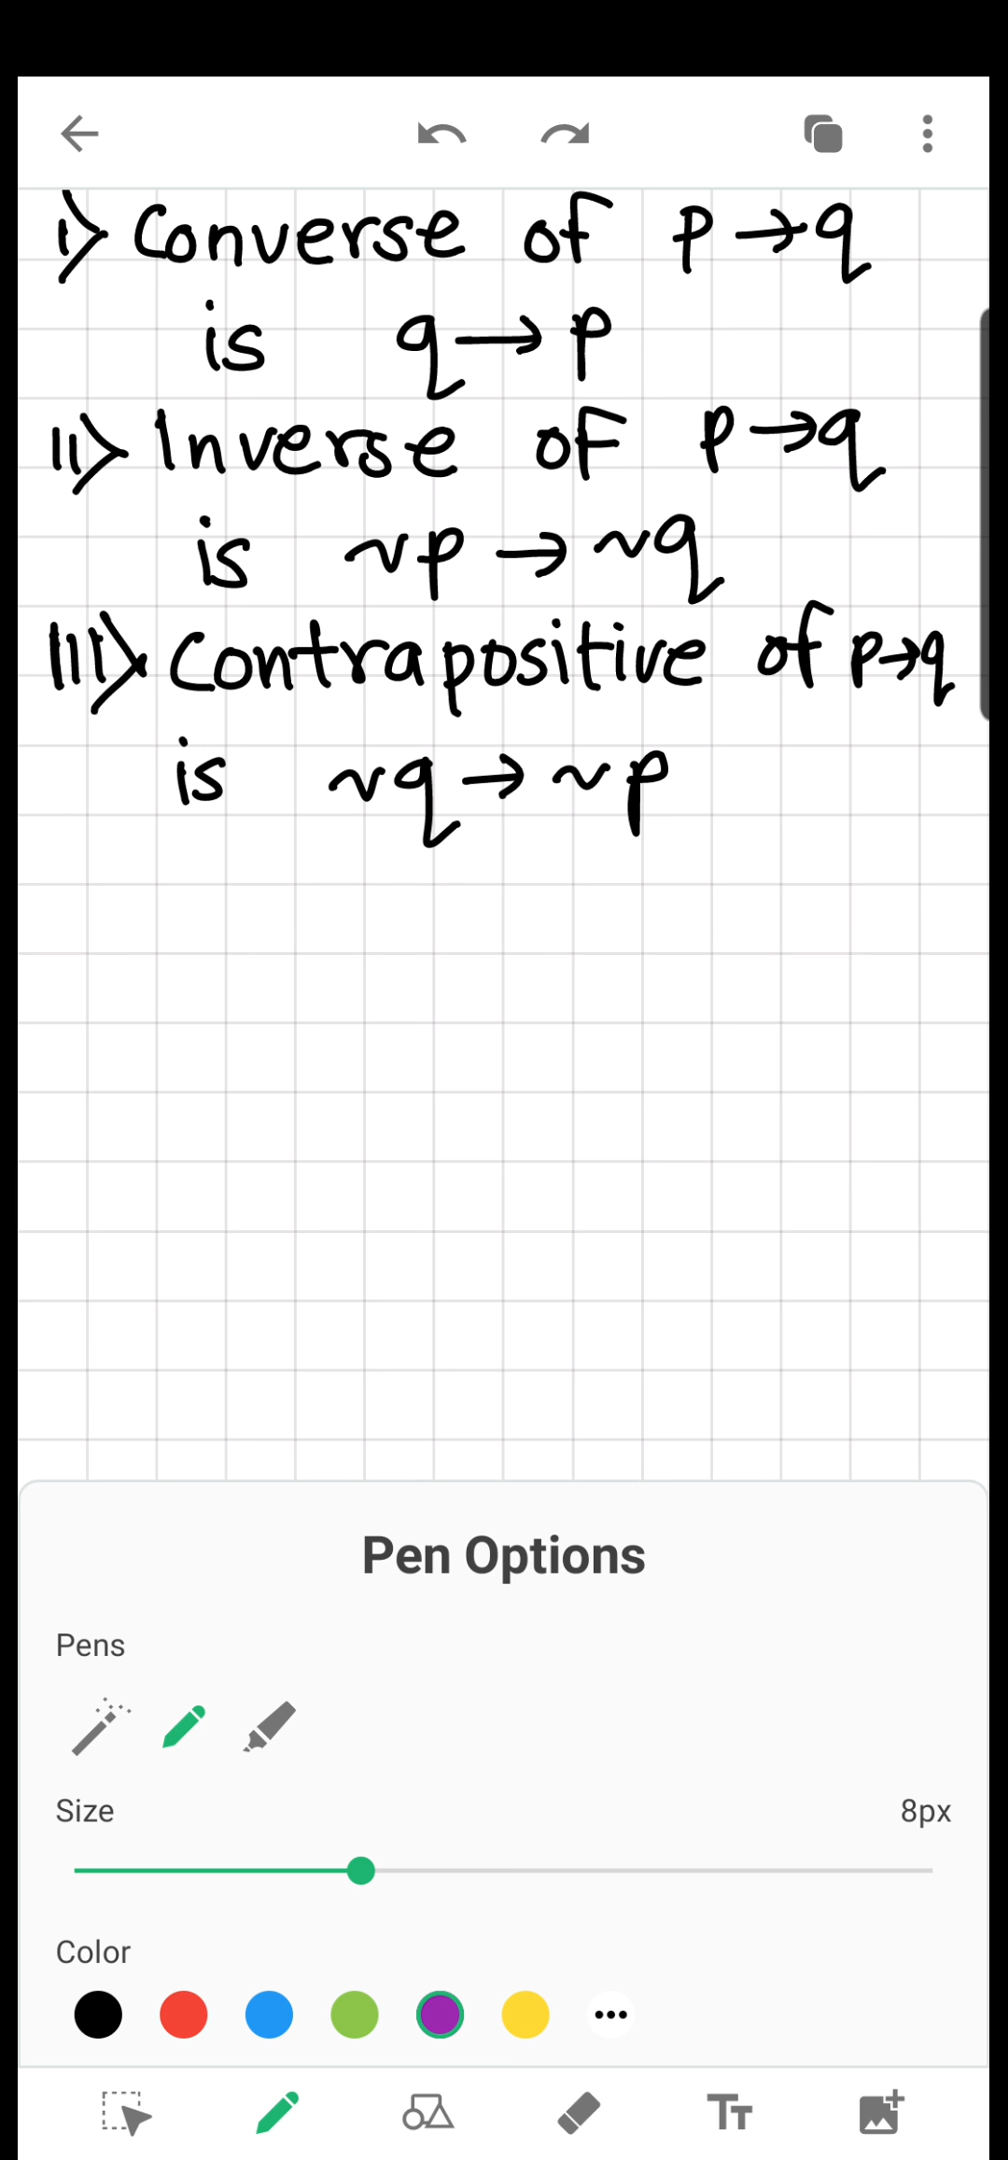 i> Converse of p→q
is q→p
ii> Inverse of p→q
is ~p→~q
iii> Contrapositive of p→q
is ~q→~p
Pen Options
Pens
Size 8px
Color